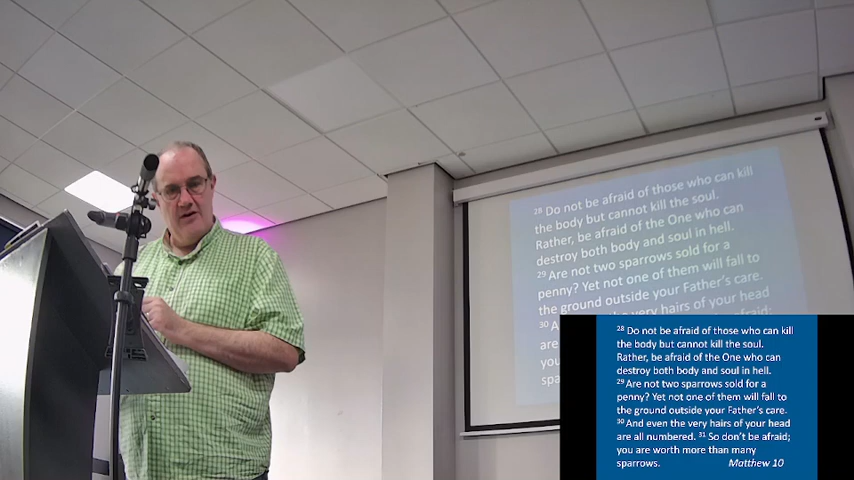 28 Do not be afraid of those who can kill
the body but cannot kill the soul.
Rather, be afraid of the One who can
destroy both body and soul in hell.
29 Are not two sparrows sold for a
penny? Yet not one of them will fall to
the ground outside your Father's care.
30 A the very hairs of your head
are afraid;
you
spa
28 Do not be afraid of those who can kill
the body but cannot kill the soul.
Rather, be afraid of the One who can
destroy both body and soul in hell.
29 Are not two sparrows sold for a
penny? Yet not one of them will fall to
the ground outside your Father's care.
30 And even the very hairs of your head
are all numbered. 31 So don't be afraid;
you are worth more than many
sparrows. Matthew 10